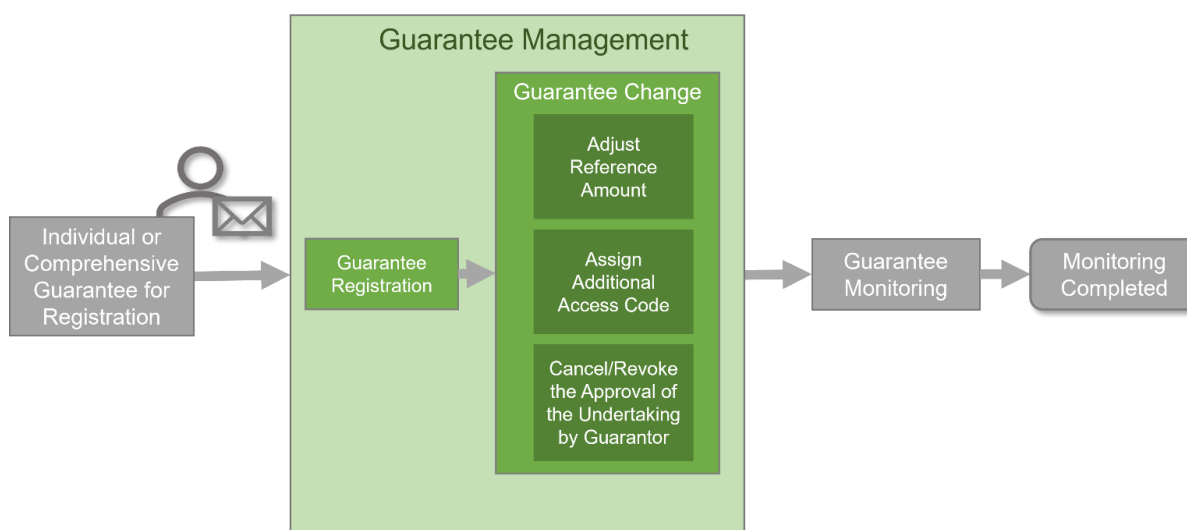 Guarantee Management
Guarantee Change
Adjust
Reference
Amount
Individual or
Comprehensive
Guarantee for
Registration
Guarantee
Registration
Assign
Additional
Access Code
Guarantee
Monitoring
Monitoring
Completed
Cancel/Revoke
the Approval of
the Undertaking
by Guarantor